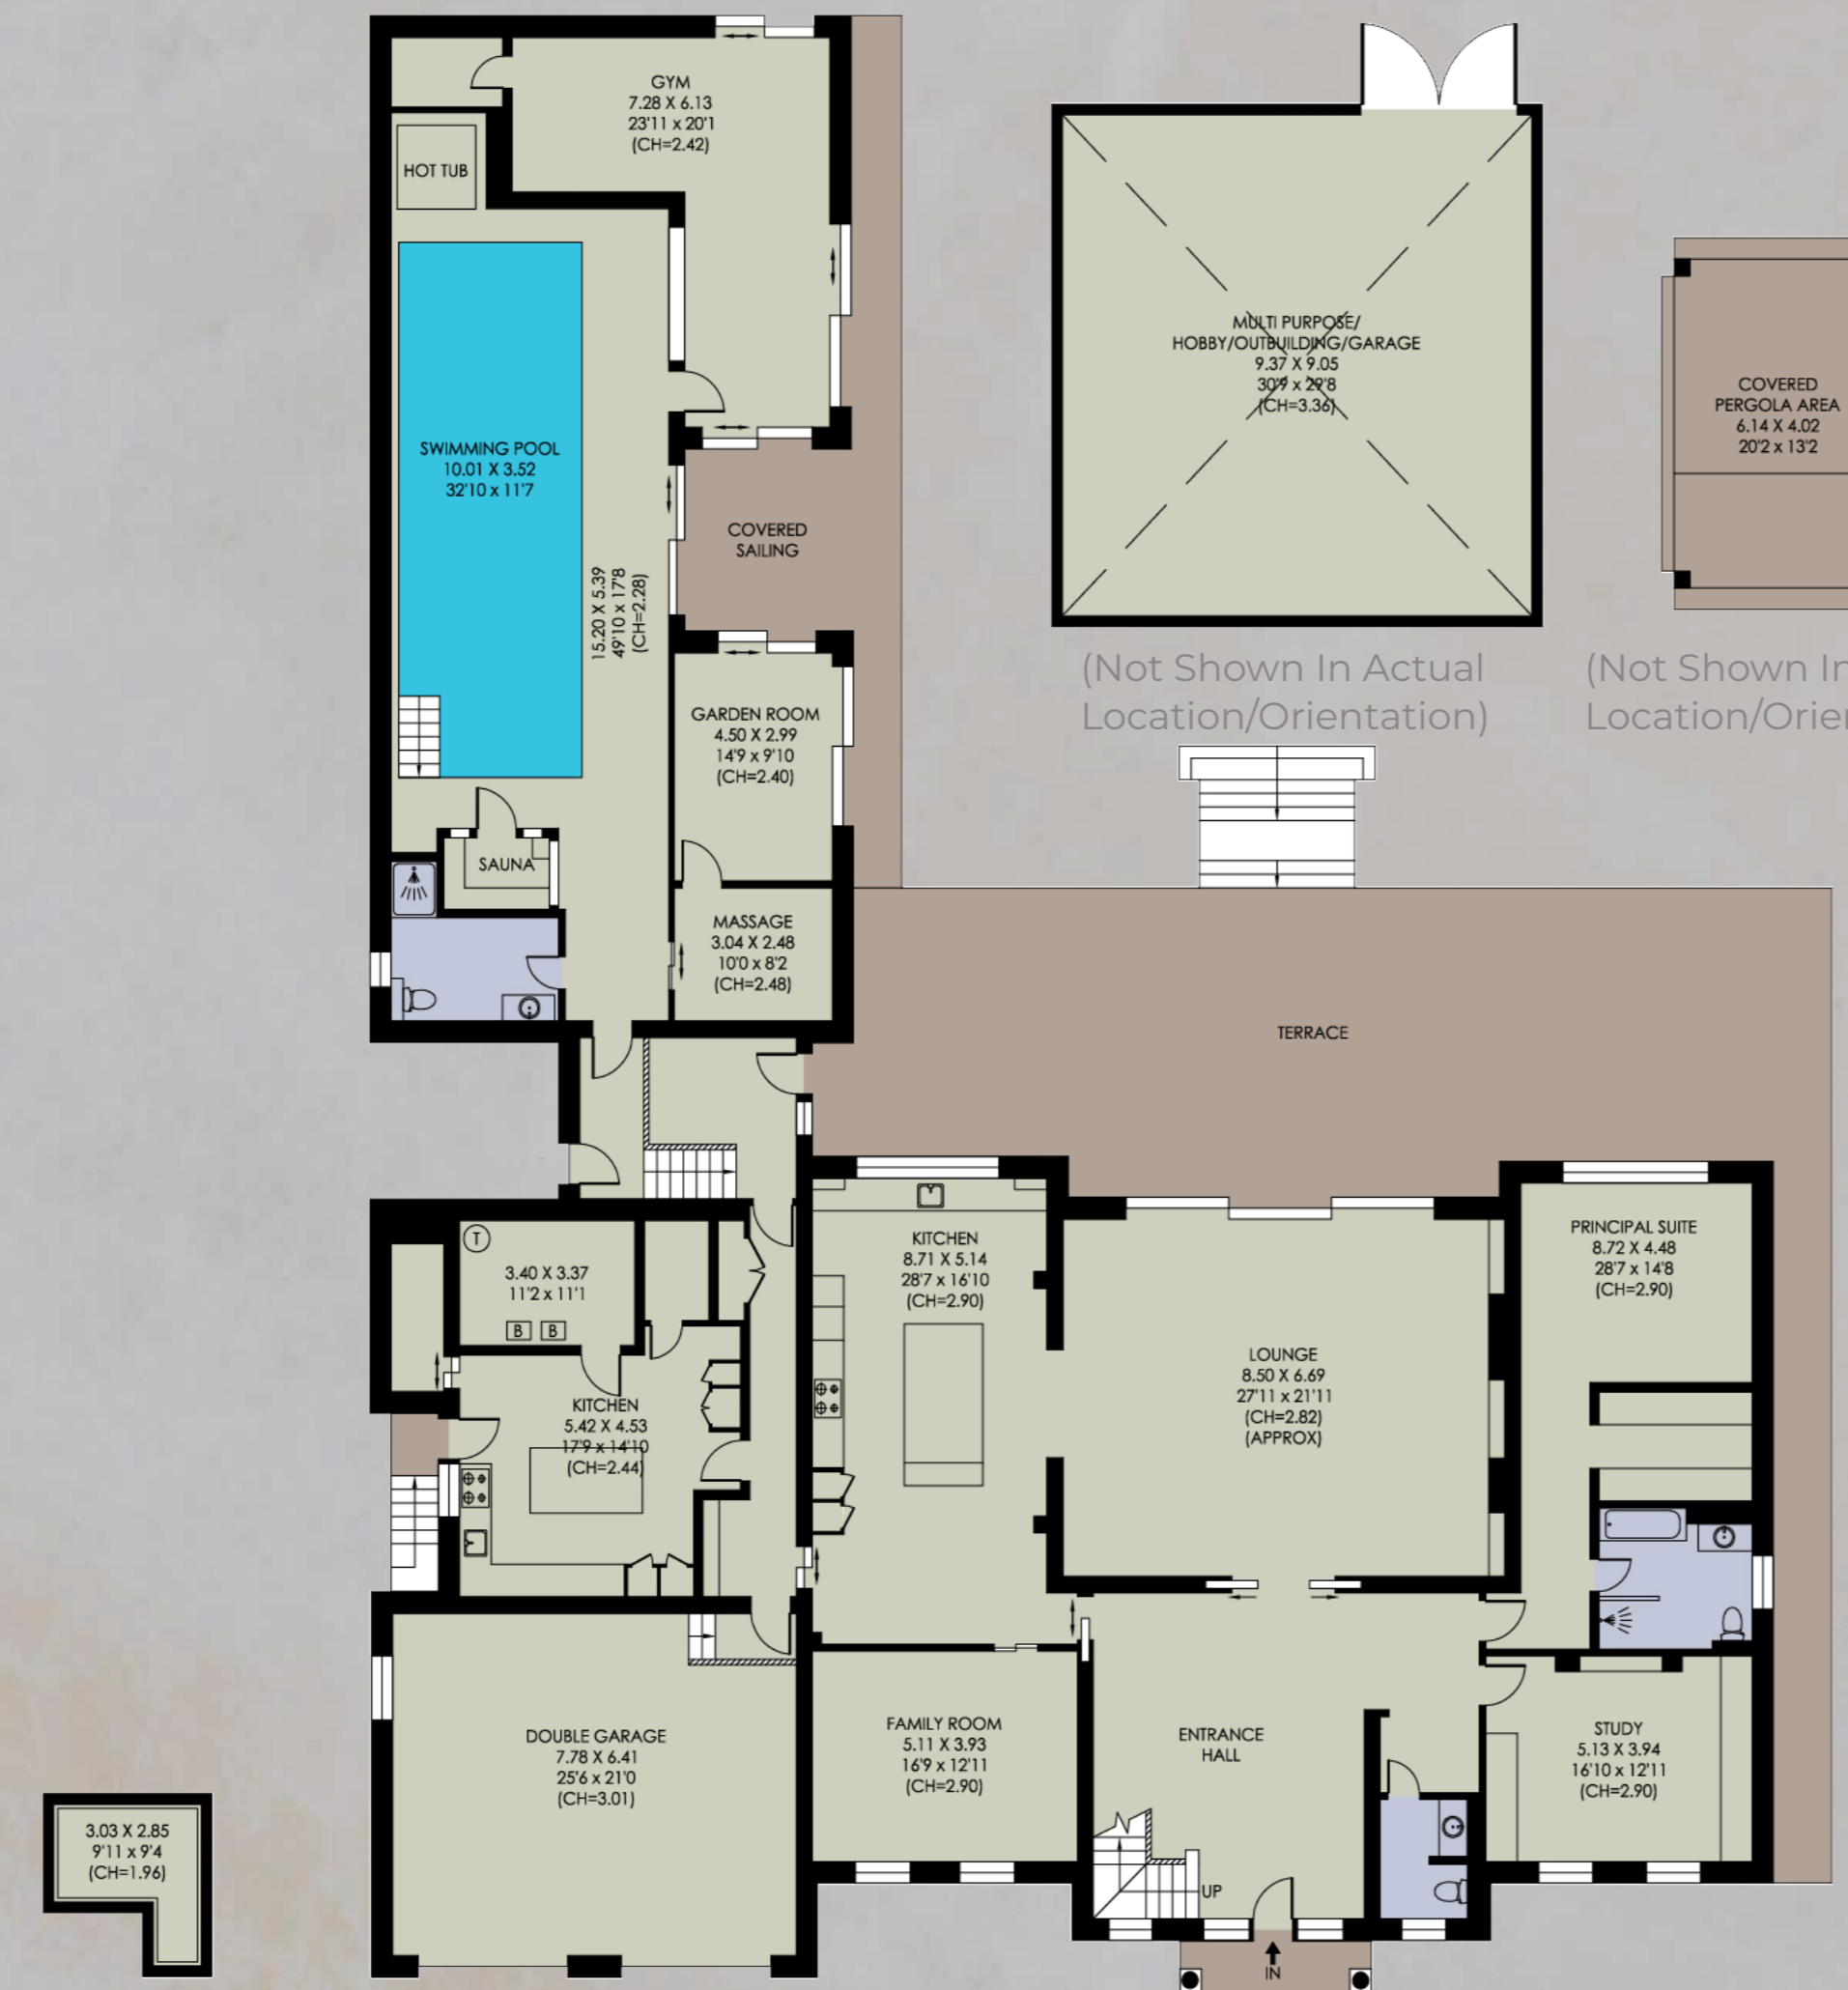 GYM
7.28 X 6.13
23'11 x 20'1
(CH=2.42)
HOT TUB
MULTI PURPOSE/
HOBBY/OUTBUILDING/GARAGE
9.37 X 9.05
30'9 x 29'8
(CH=3.36)
COVERED
PERGOLA AREA
6.14 X 4.02
20'2 x 13'2
SWIMMING POOL
10.01 X 3.52
32'10 x 11'7
COVERED
SAILING
15.20 X 5.39
49'10 x 17'8
(CH=2.28)
(Not Shown In Actual
Location/Orientation)
(Not Shown In
Location/Orie
GARDEN ROOM
4.50 X 2.99
14'9 x 9'10
(CH=2.40)
SAUNA
MASSAGE
3.04 X 2.48
10'0 x 8'2
(CH=2.48)
TERRACE
T
3.40 X 3.37
11'2 x 11'1
B
B
KITCHEN
8.71 X 5.14
28'7 x 16'10
(CH=2.90)
PRINCIPAL SUITE
8.72 X 4.48
28'7 x 14'8
(CH=2.90)
LOUNGE
8.50 X 6.69
27'11 x 21'11
(CH=2.82)
(APPROX)
KITCHEN
5.42 X 4.53
17'9 x 14'10
(CH=2.44)
DOUBLE GARAGE
7.78 X 6.41
25'6 x 21'0
(CH=3.01)
FAMILY ROOM
5.11 X 3.93
16'9 x 12'11
(CH=2.90)
ENTRANCE
HALL
STUDY
5.13 X 3.94
16'10 x 12'11
(CH=2.90)
3.03 X 2.85
9'11 x 9'4
(CH=1.96)
UP
IN